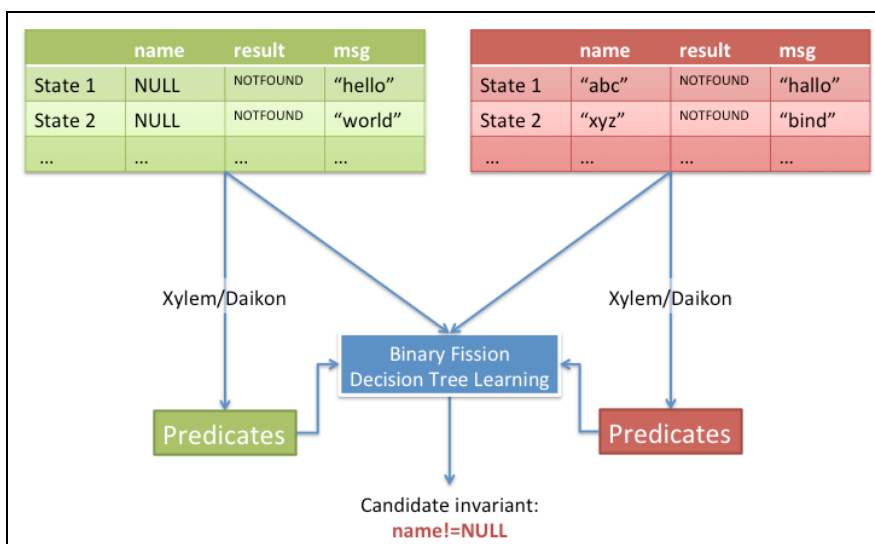 name result msg
State 1 NULL NOTFOUND “hello”
State 2 NULL NOTFOUND “world”
... ... ... ...
name result msg
State 1 “abc” NOTFOUND “hallo”
State 2 “xyz” NOTFOUND “bind”
... ... ... ...
Xylem/Daikon
Xylem/Daikon
Binary Fission
Decision Tree Learning
Predicates
Predicates
Candidate invariant:
name!=NULL